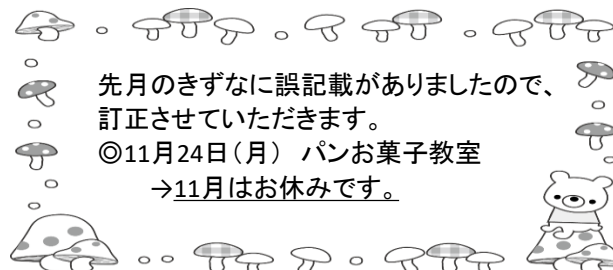 先月のきずなに誤記載がありましたので、
訂正させていただきます。
◎11月24日（月）　パンお菓子教室
→11月はお休みです。